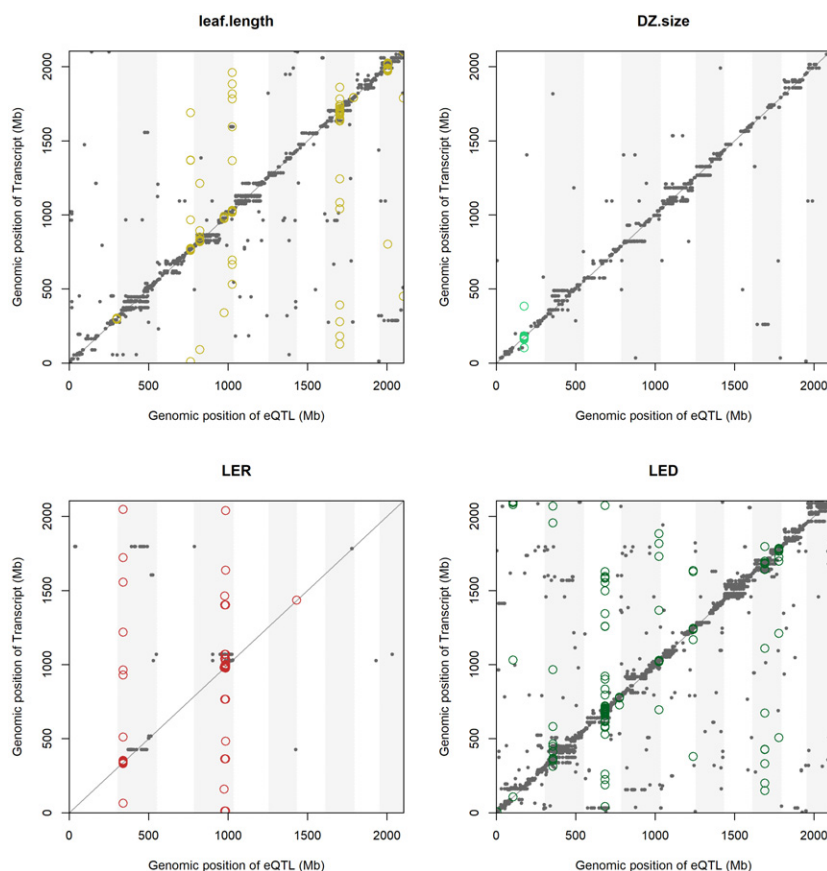 leaf.length
DZ.size
Genomic position of Transcript (Mb)
2000
1500
1000
500
0
0 500 1000 1500 2000
Genomic position of eQTL (Mb)
Genomic position of Transcript (Mb)
2000
1500
1000
500
0
0 500 1000 1500 2000
Genomic position of eQTL (Mb)
LER
LED
Genomic position of Transcript (Mb)
2000
1500
1000
500
0
0 500 1000 1500 2000
Genomic position of eQTL (Mb)
Genomic position of Transcript (Mb)
2000
1500
1000
500
0
0 500 1000 1500 2000
Genomic position of eQTL (Mb)